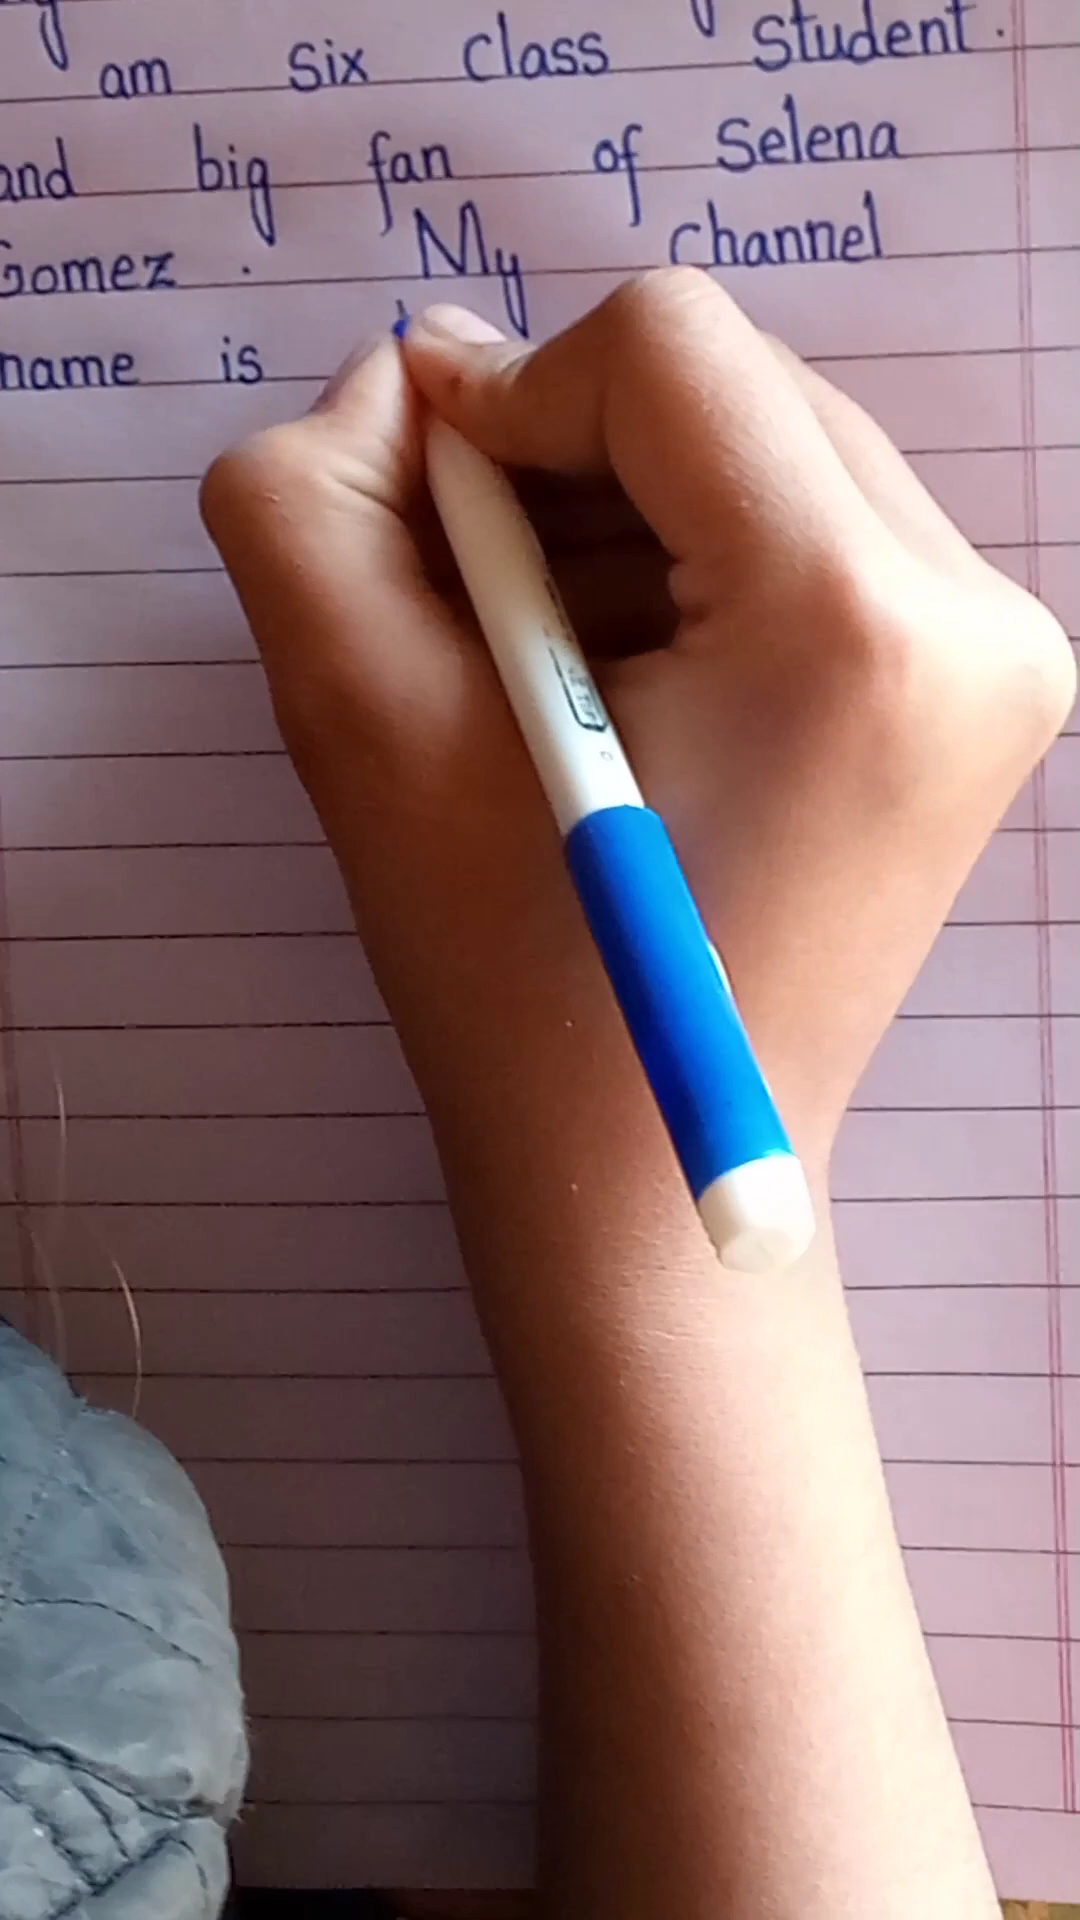 am six class student.
and big fan of Selena
Gomez. My channel
name is